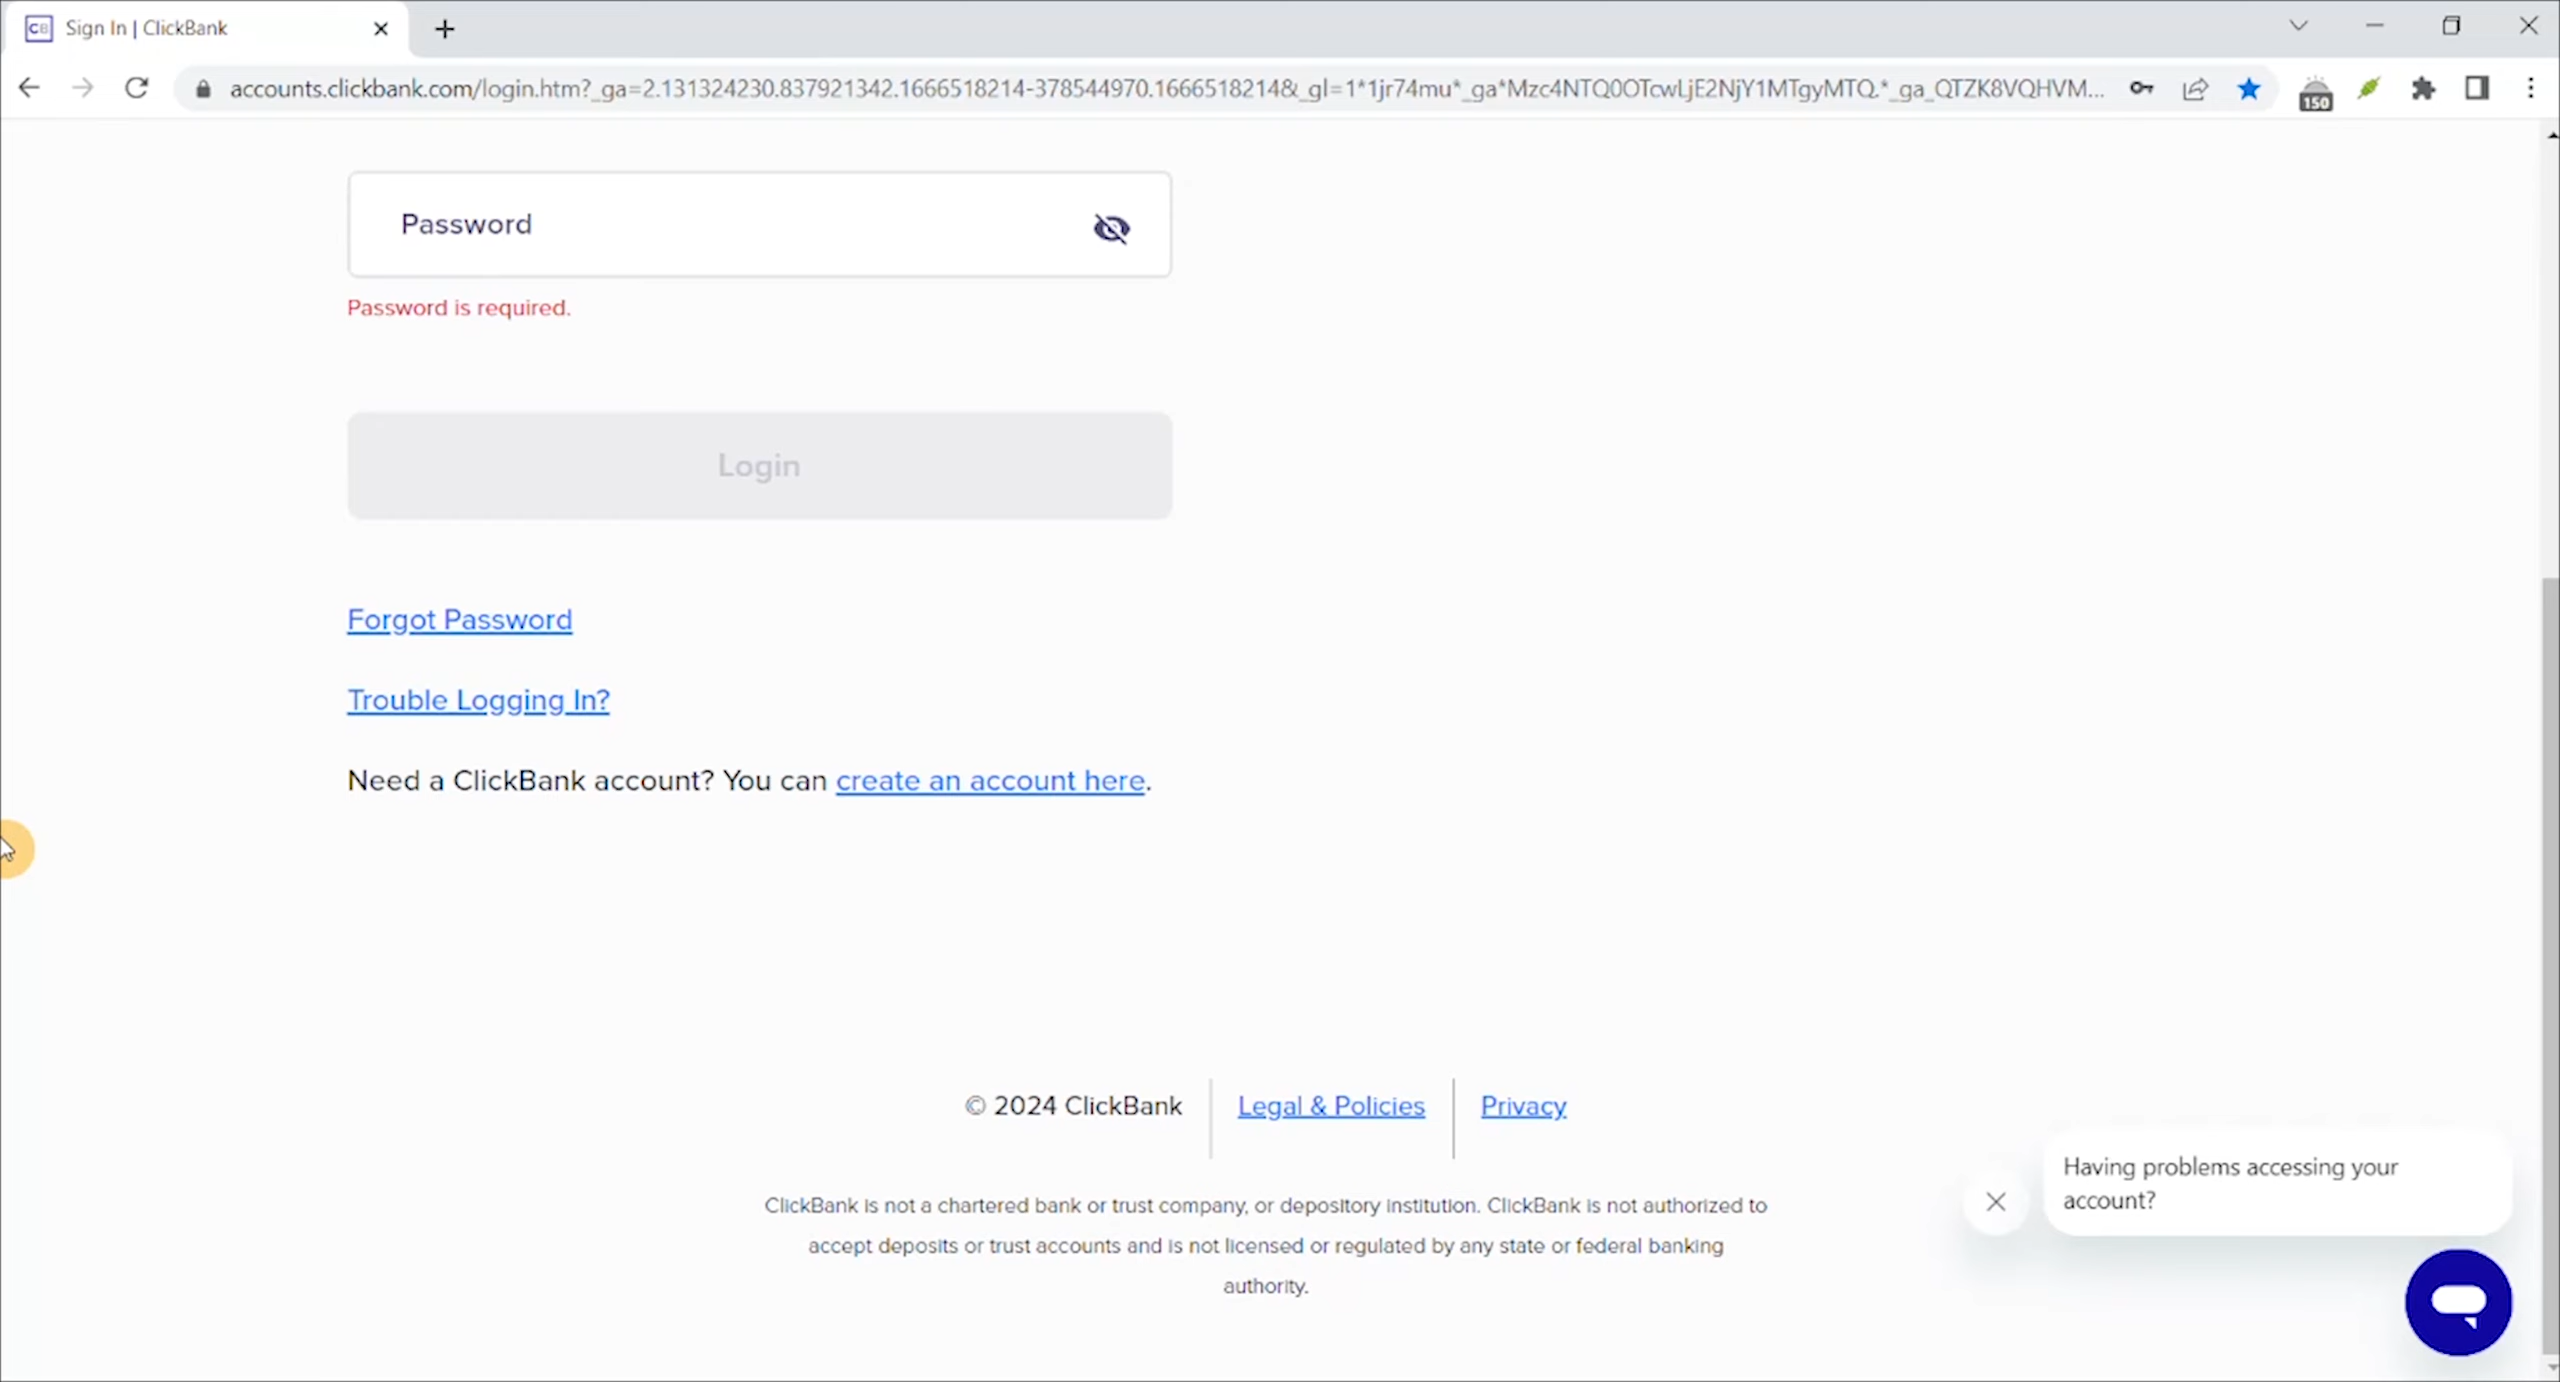 CB Sign In | ClickBank
accounts.clickbank.com/login.htm?_ga=2.131324230.837921342.1666518214-378544970.1666518214&_gl=1*1jr74mu*_ga*Mzc4NTQ0OTcwLjE2NjY1MTgyMTQ.*_ga_QTZK8VQHVM...
150
Password
Password is required.
Login
Forgot Password
Trouble Logging In?
Need a ClickBank account? You can create an account here.
© 2024 ClickBank
Legal & Policies
Privacy
ClickBank is not a chartered bank or trust company, or depository institution. ClickBank is not authorized to
accept deposits or trust accounts and is not licensed or regulated by any state or federal banking
authority.
Having problems accessing your
account?